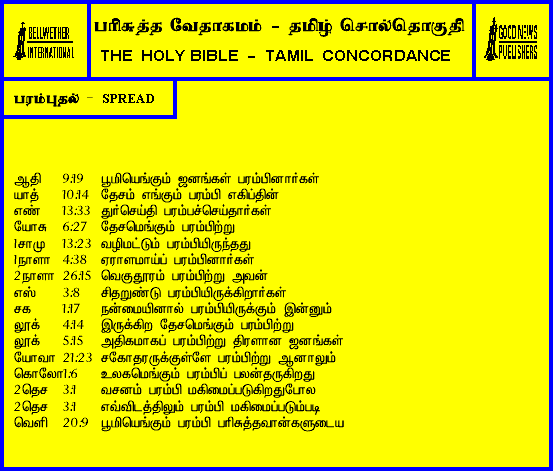 BELLWETHER
INTERNATIONAL
பரிசுத்த வேதாகமம் - தமிழ் சொல்தொகுதி
THE HOLY BIBLE - TAMIL CONCORDANCE
GOOD NEWS
PUBLISHERS
பரம்புதல் - SPREAD
ஆதி 9:19 பூமியெங்கும் ஜனங்கள் பரம்பினார்கள்
யாத் 10:14 தேசம் எங்கும் பரம்பி எகிப்தின்
எண் 13:33 துர்செய்தி பரம்பச்செய்தார்கள்
யோசு 6:27 தேசமெங்கும் பரம்பிற்று
1சாமு 13:23 வழிமட்டும் பரம்பியிருந்தது
1நாளா 4:38 ஏராளமாய்ப் பரம்பினார்கள்
2நாளா 26:15 வெகுதூரம் பரம்பிற்று அவன்
எஸ் 3:8 சிதறுண்டு பரம்பியிருக்கிறார்கள்
சக 1:17 நன்மையினால் பரம்பியிருக்கும் இன்னும்
லூக் 4:14 இருக்கிற தேசமெங்கும் பரம்பிற்று
லூக் 5:15 அதிகமாகப் பரம்பிற்று திரளான ஜனங்கள்
யோவா 21:23 சகோதரருக்குள்ளே பரம்பிற்று ஆனாலும்
கொலோ1:6 உலகமெங்கும் பரம்பிப் பலன்தருகிறது
2தெச 3:1 வசனம் பரம்பி மகிமைப்படுகிறதுபோல
2தெச 3:1 எவ்விடத்திலும் பரம்பி மகிமைப்படும்படி
வெளி 20:9 பூமியெங்கும் பரம்பி பரிசுத்தவான்களுடைய